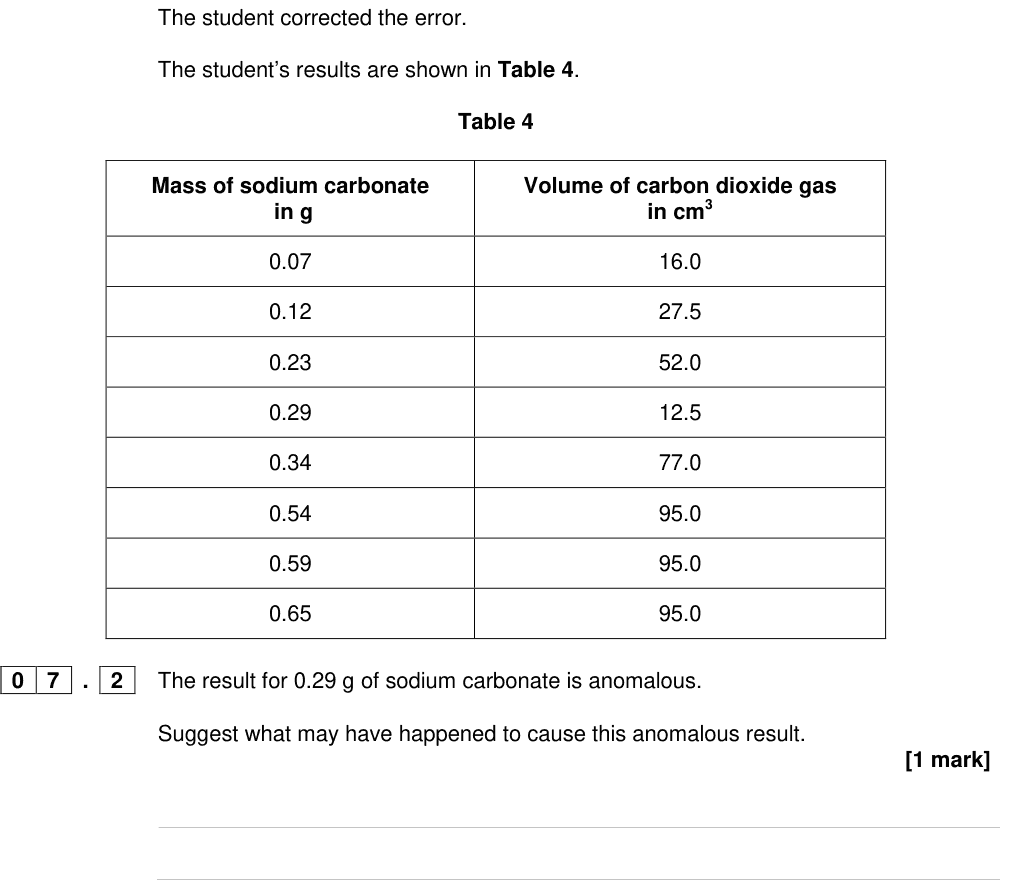 The student corrected the error.
The student's results are shown in Table 4.
Table 4
Mass of sodium carbonate in g	Volume of carbon dioxide gas in cm³
0.07	16.0
0.12	27.5
0.23	52.0
0.29	12.5
0.34	77.0
0.54	95.0
0.59	95.0
0.65	95.0
0 7 . 2 The result for 0.29 g of sodium carbonate is anomalous.
Suggest what may have happened to cause this anomalous result.
[1 mark]